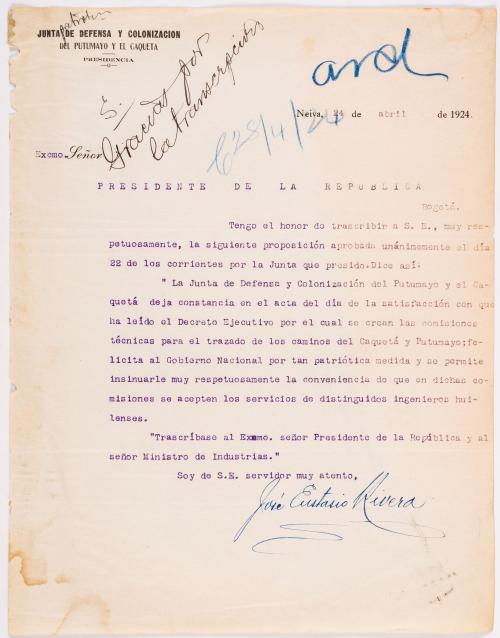 JUNTA DE DEFENSA Y COLONIZACION
DEL PUTUMAYO Y EL CAQUETA
PRESIDENCIA
S.
Gracias por
la transcripción
and
C28/4/24
Neiva, 24 de abril de 1924.
Excmo Señor
PRESIDENTE DE LA REPUBLICA
Bogotá.
Tengo el honor de trascribir a S. E., muy res-
petuosamente, la siguiente proposición aprobada unánimemente el día
22 de los corrientes por la Junta que presido.Dice así:
" La Junta de Defensa y Colonización del Putumayo y el Ca-
quetá deja constancia en el acta del día de la satisfacción con que
ha leído el Decreto Ejecutivo por el cual se crean las comisiones
técnicas para el trazado de los caminos del Caquetá y Putumayo;fe-
licita al Gobierno Nacional por tan patriótica medida y se permite
insinuarle muy respetuosamente la conveniencia de que en dichas co-
misiones se acepten los servicios de distinguidos ingenieros hui-
lenses.
"Trascríbase al Exmo. señor Presidente de la República y al
señor Ministro de Industrias."
Soy de S.E. servidor muy atento,
José Eustasio Rivera